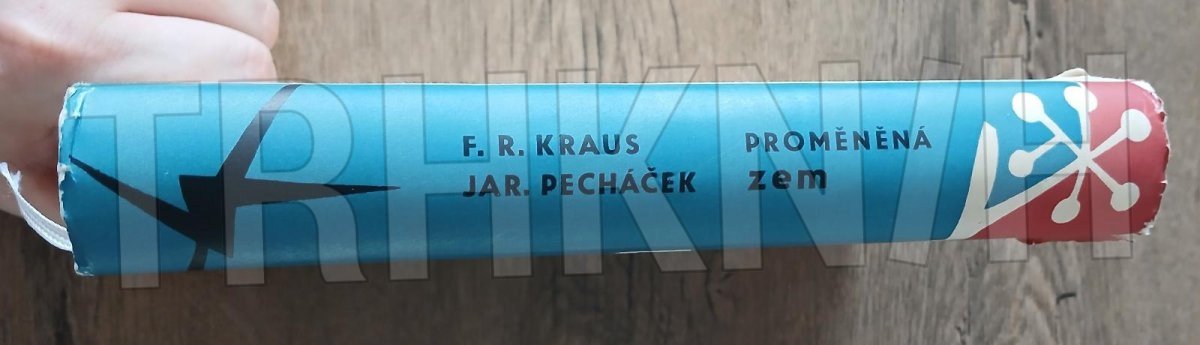 F. R. KRAUS
JAR. PECHÁČEK
PROMĚNĚNÁ
zem
TRHKNIH